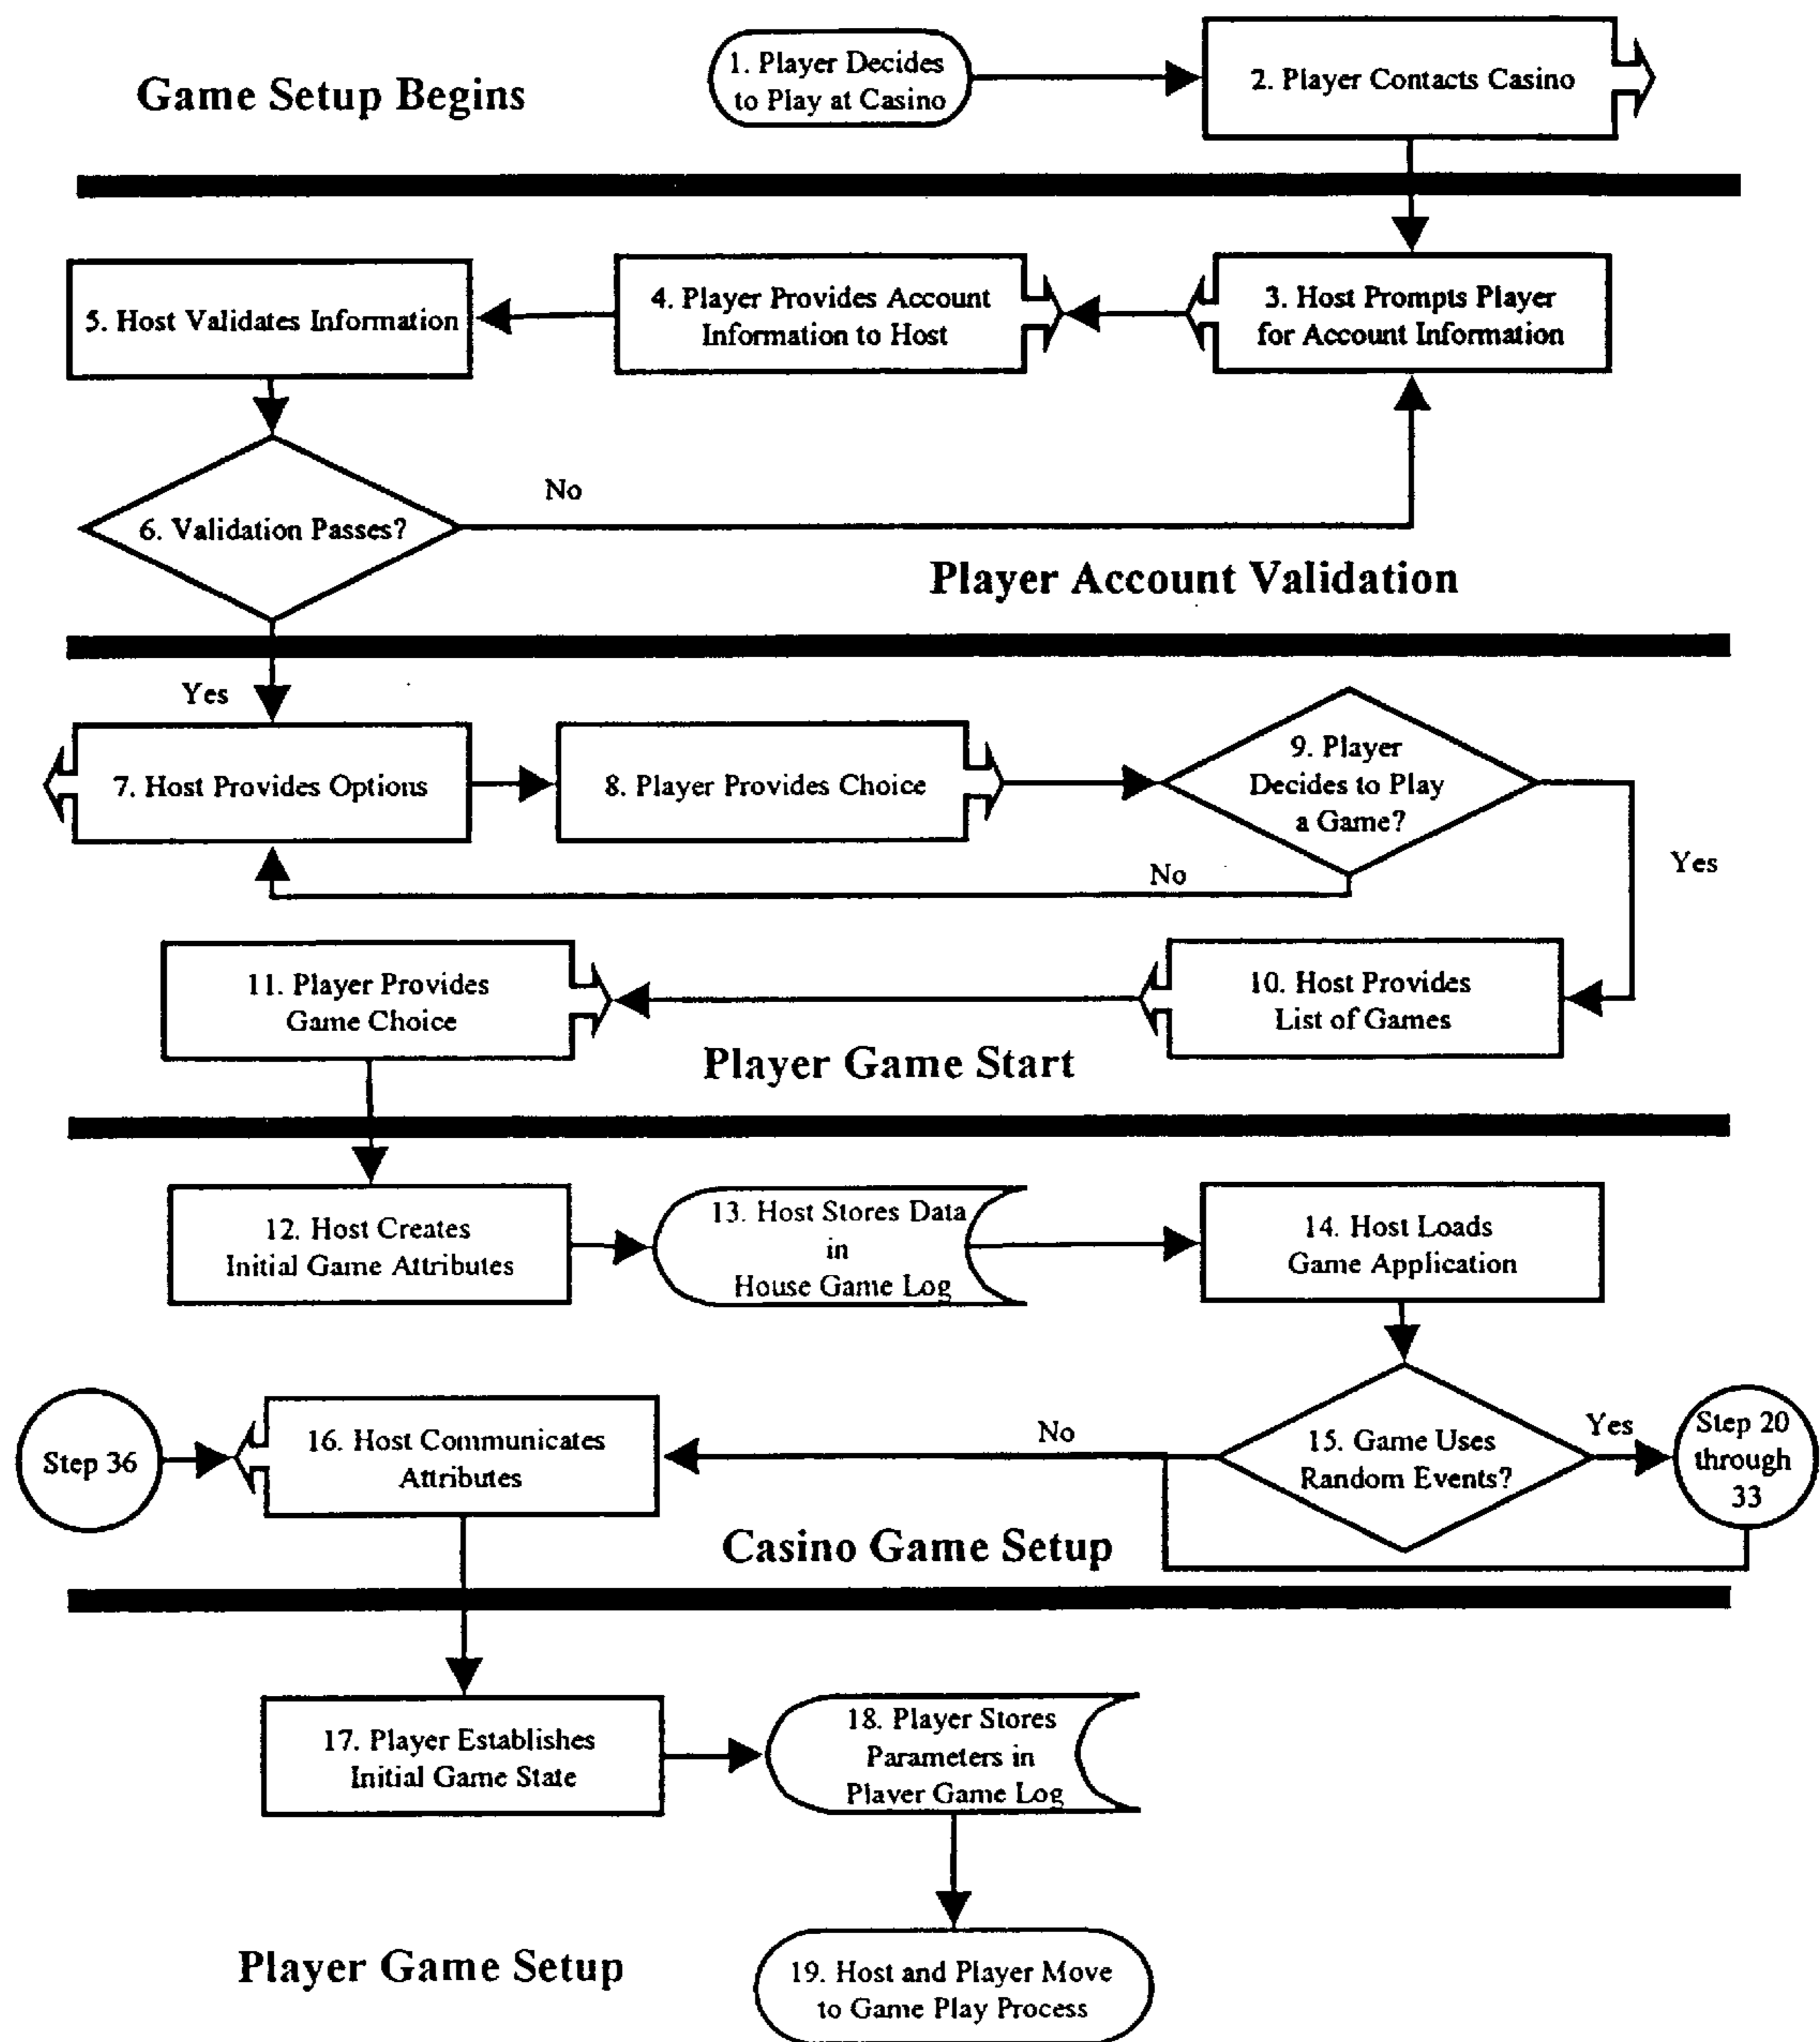 Game Setup Begins
1. Player Decides
to Play at Casino
2. Player Contacts Casino
5. Host Validates Information
4. Player Provides Account
Information to Host
3. Host Prompts Player
for Account Information
No
6. Validation Passes?
Player Account Validation
Yes
7. Host Provides Options
8. Player Provides Choice
9. Player
Decides to Play
a Game?
No
Yes
11. Player Provides
Game Choice
10. Host Provides
List of Games
Player Game Start
12. Host Creates
Initial Game Attributes
13. Host Stores Data
in
House Game Log
14. Host Loads
Game Application
Step 36
16. Host Communicates
Attributes
No
15. Game Uses
Random Events?
Yes
Step 20
through
33
Casino Game Setup
17. Player Establishes
Initial Game State
18. Player Stores
Parameters in
Player Game Log
Player Game Setup
19. Host and Player Move
to Game Play Process